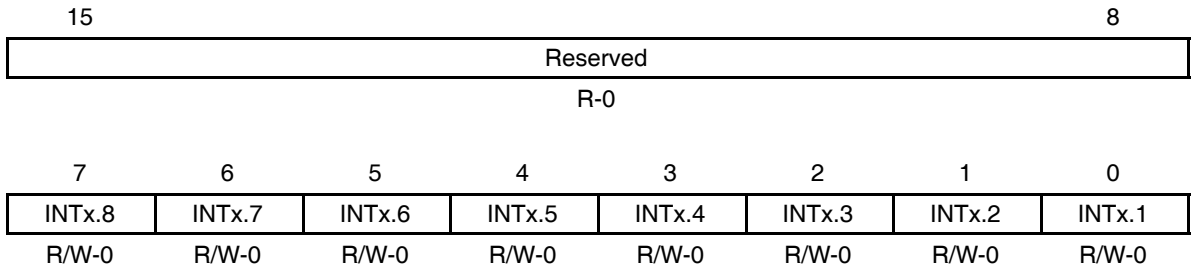 15 8
Reserved
R-0
7 6 5 4 3 2 1 0
INTx.8 INTx.7 INTx.6 INTx.5 INTx.4 INTx.3 INTx.2 INTx.1
R/W-0 R/W-0 R/W-0 R/W-0 R/W-0 R/W-0 R/W-0 R/W-0